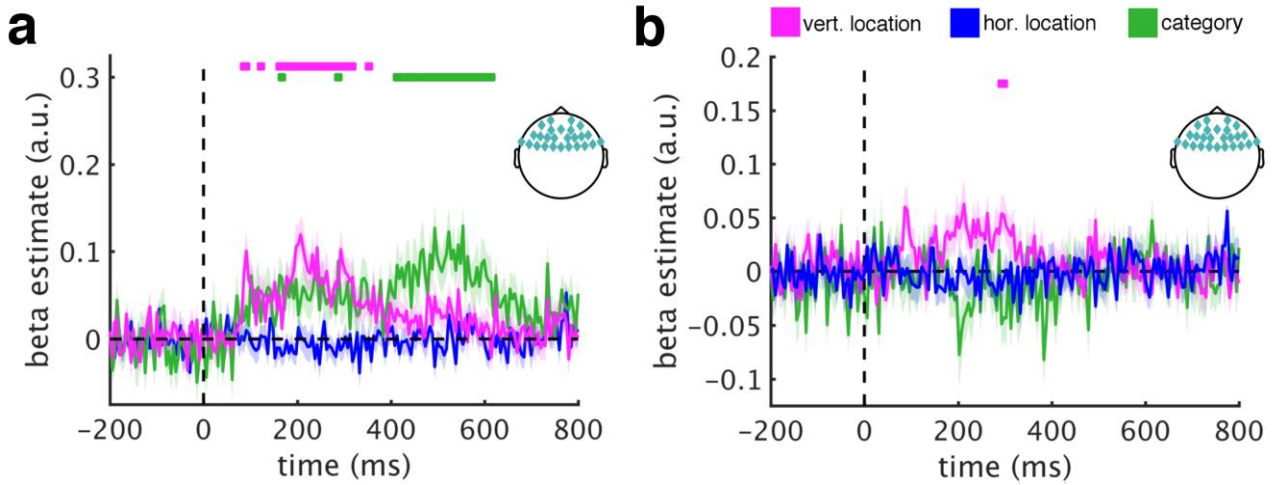 a
beta estimate (a.u.)
0.3
0.2
0.1
0
−200 0 200 400 600 800
time (ms)
b
vert. location hor. location category
beta estimate (a.u.)
0.2
0.15
0.1
0.05
0
−0.05
−0.1
−200 0 200 400 600 800
time (ms)